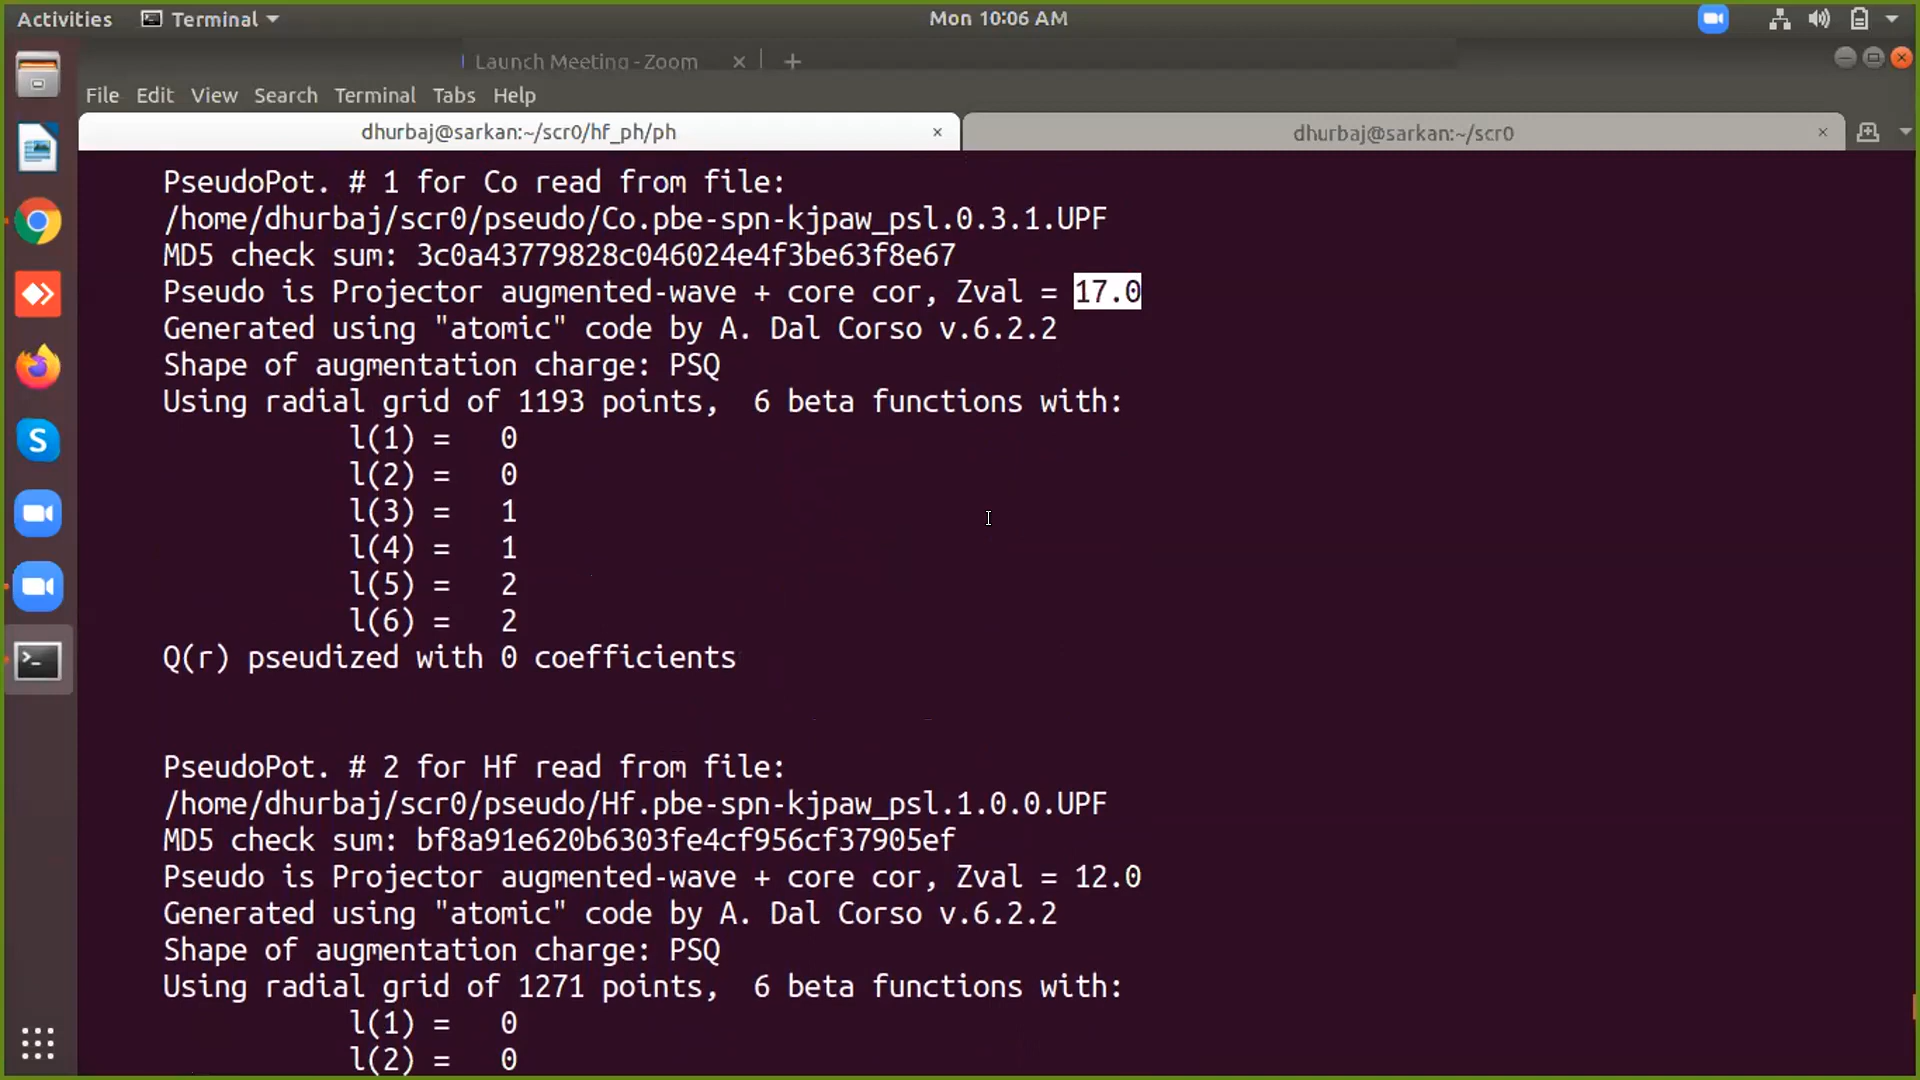 Activities Terminal Mon 10:06 AM
Launch Meeting - Zoom
File Edit View Search Terminal Tabs Help
dhurbaj@sarkan:~/scr0/hf_ph/ph dhurbaj@sarkan:~/scr0
PseudoPot. # 1 for Co read from file:
/home/dhurbaj/scr0/pseudo/Co.pbe-spn-kjpaw_psl.0.3.1.UPF
MD5 check sum: 3c0a43779828c046024e4f3be63f8e67
Pseudo is Projector augmented-wave + core cor, Zval = 17.0
Generated using "atomic" code by A. Dal Corso v.6.2.2
Shape of augmentation charge: PSQ
Using radial grid of 1193 points, 6 beta functions with:
l(1) = 0
l(2) = 0
l(3) = 1
l(4) = 1
l(5) = 2
l(6) = 2
Q(r) pseudized with 0 coefficients
PseudoPot. # 2 for Hf read from file:
/home/dhurbaj/scr0/pseudo/Hf.pbe-spn-kjpaw_psl.1.0.0.UPF
MD5 check sum: bf8a91e620b6303fe4cf956cf37905ef
Pseudo is Projector augmented-wave + core cor, Zval = 12.0
Generated using "atomic" code by A. Dal Corso v.6.2.2
Shape of augmentation charge: PSQ
Using radial grid of 1271 points, 6 beta functions with:
l(1) = 0
l(2) = 0